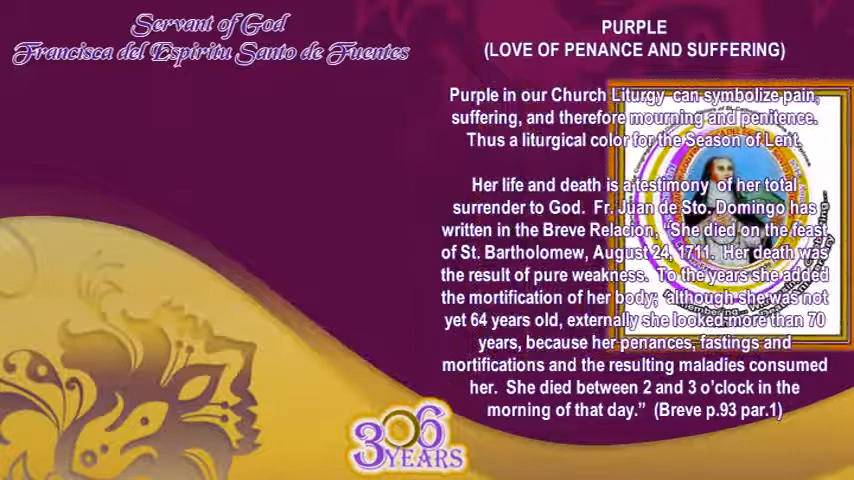 Servant of God
Francisca del Espiritu Santo de Fuentes
PURPLE
(LOVE OF PENANCE AND SUFFERING)
Purple in our Church Liturgy can symbolize pain,
suffering, and therefore mourning and penitence.
Thus a liturgical color for the Season of Lent.
Her life and death is a testimony of her total
surrender to God. Fr. Juan de Sto. Domingo has
written in the Breve Relacion, “She died on the feast
of St. Bartholomew, August 24, 1711. Her death was
the result of pure weakness. To the years she added
the mortification of her body; although she was not
yet 64 years old, externally she looked more than 70
years, because her penances, fastings and
mortifications and the resulting maladies consumed
her. She died between 2 and 3 o’clock in the
morning of that day.” (Breve p.93 par.1)
306
YEARS